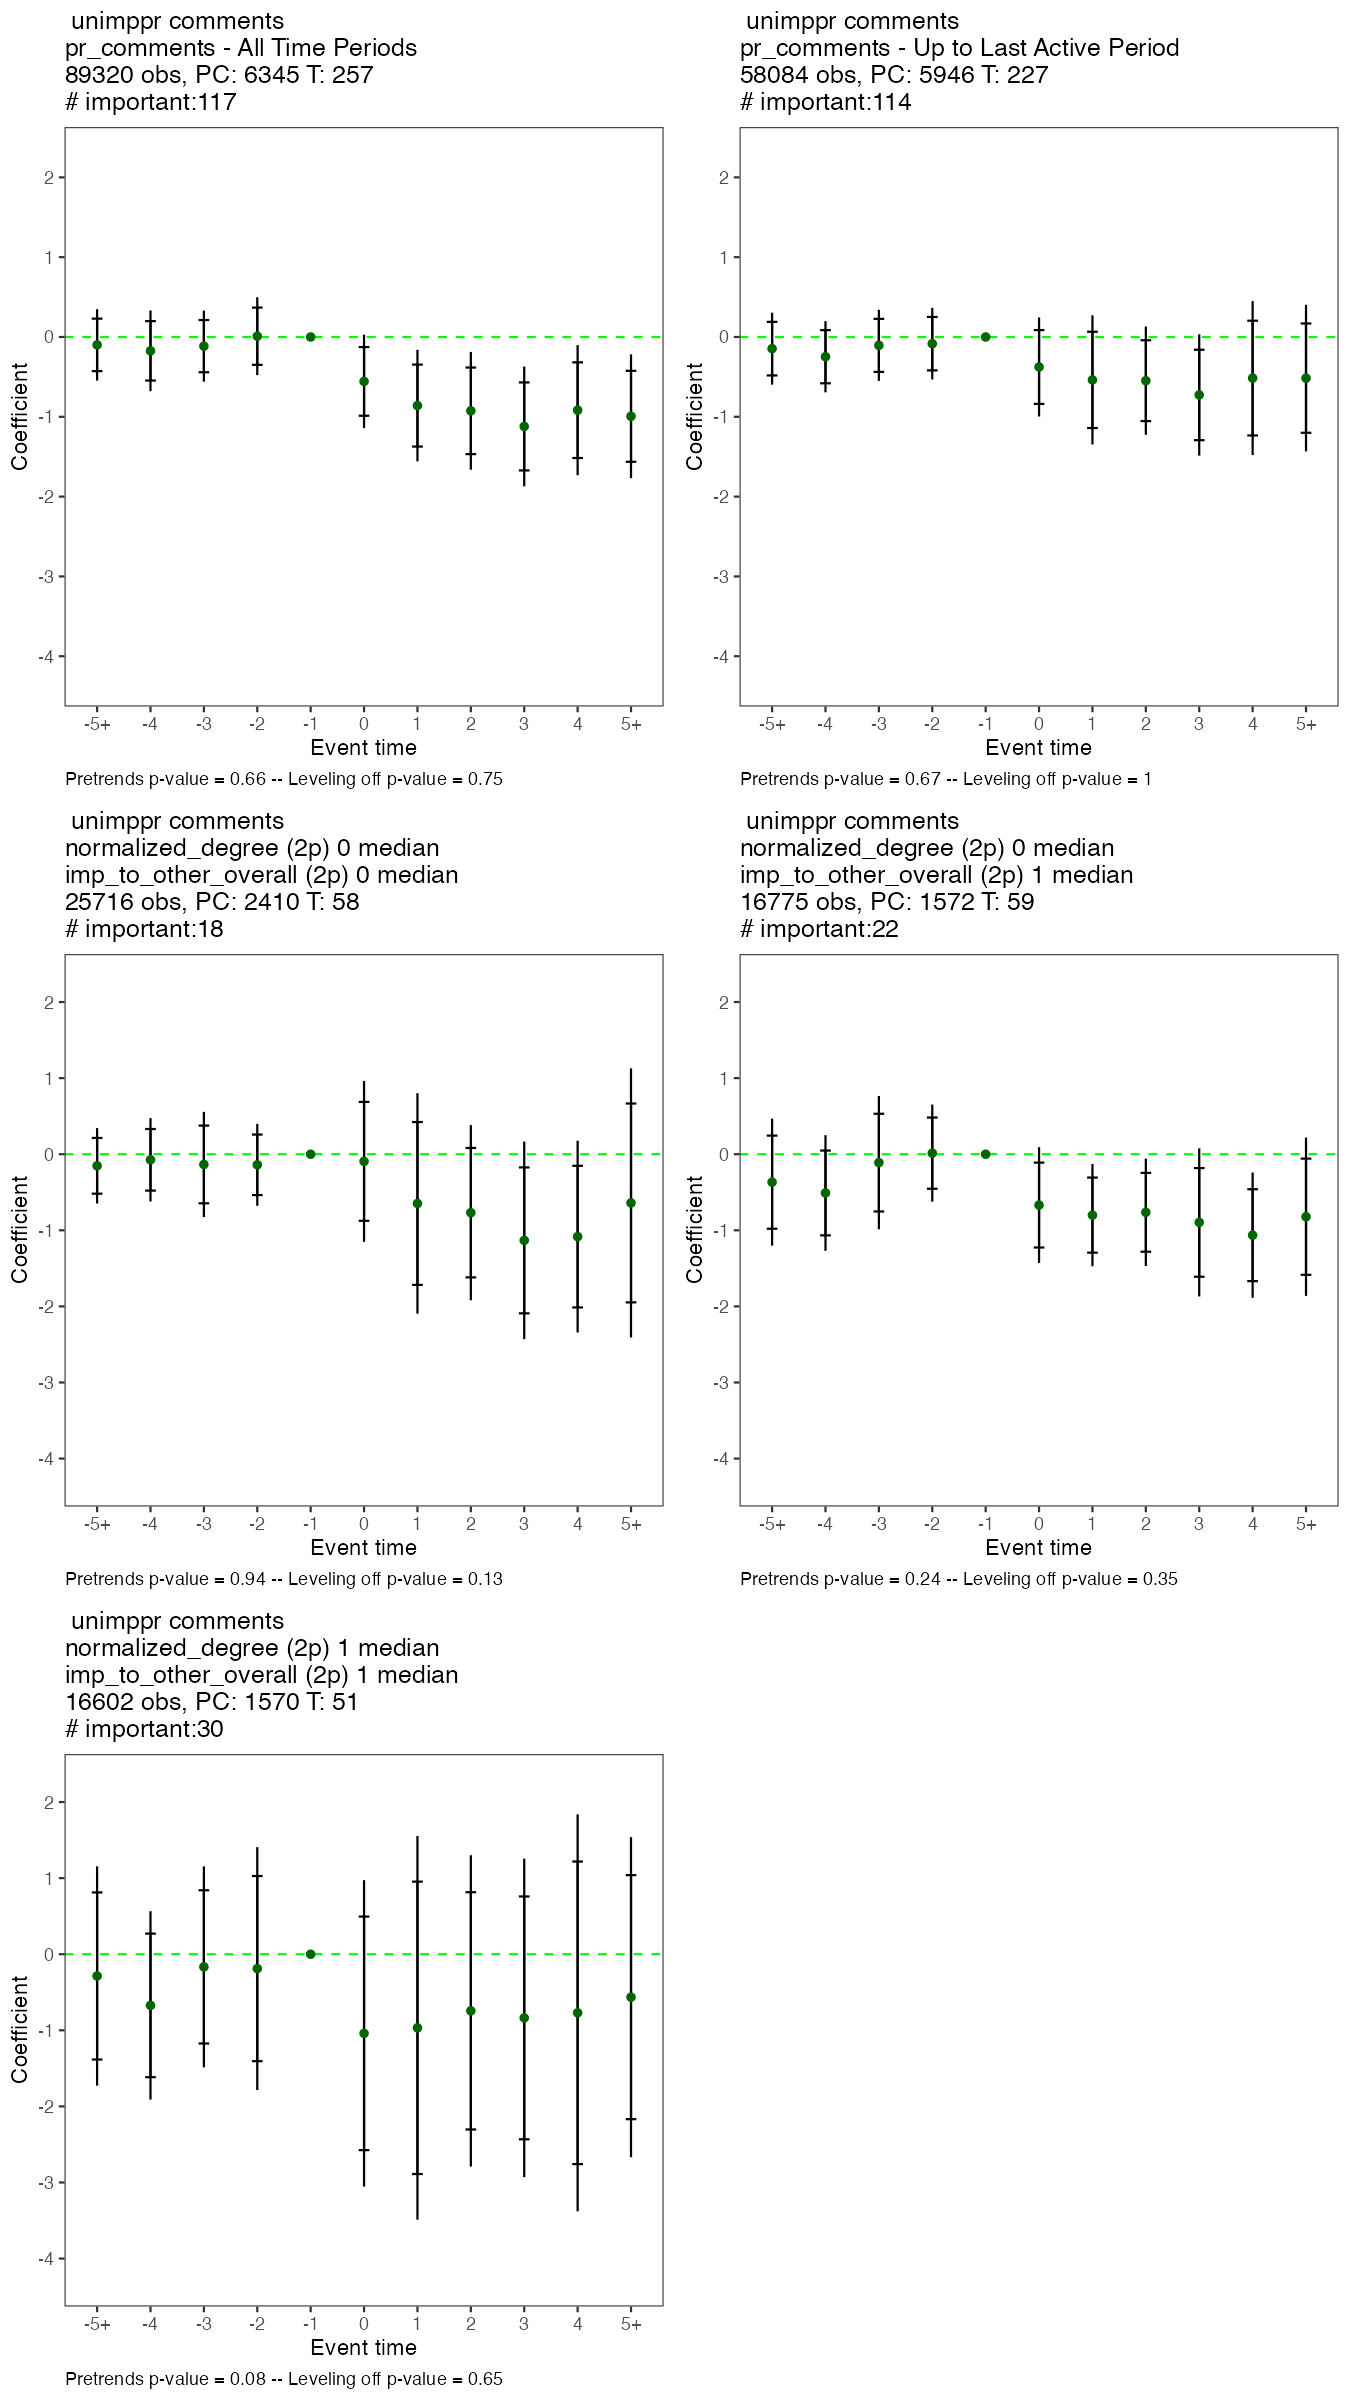 unimppr comments
pr_comments - All Time Periods
89320 obs, PC: 6345 T: 257
# important:117
2
1
0
-1
-2
-3
-4
Coefficient
-5+ -4 -3 -2 -1 0 1 2 3 4 5+
Event time
Pretrends p-value = 0.66 -- Leveling off p-value = 0.75
unimppr comments
pr_comments - Up to Last Active Period
58084 obs, PC: 5946 T: 227
# important:114
2
1
0
-1
-2
-3
-4
Coefficient
-5+ -4 -3 -2 -1 0 1 2 3 4 5+
Event time
Pretrends p-value = 0.67 -- Leveling off p-value = 1
unimppr comments
normalized_degree (2p) 0 median
imp_to_other_overall (2p) 0 median
25716 obs, PC: 2410 T: 58
# important:18
2
1
0
-1
-2
-3
-4
Coefficient
-5+ -4 -3 -2 -1 0 1 2 3 4 5+
Event time
Pretrends p-value = 0.94 -- Leveling off p-value = 0.13
unimppr comments
normalized_degree (2p) 0 median
imp_to_other_overall (2p) 1 median
16775 obs, PC: 1572 T: 59
# important:22
2
1
0
-1
-2
-3
-4
Coefficient
-5+ -4 -3 -2 -1 0 1 2 3 4 5+
Event time
Pretrends p-value = 0.24 -- Leveling off p-value = 0.35
unimppr comments
normalized_degree (2p) 1 median
imp_to_other_overall (2p) 1 median
16602 obs, PC: 1570 T: 51
# important:30
2
1
0
-1
-2
-3
-4
Coefficient
-5+ -4 -3 -2 -1 0 1 2 3 4 5+
Event time
Pretrends p-value = 0.08 -- Leveling off p-value = 0.65